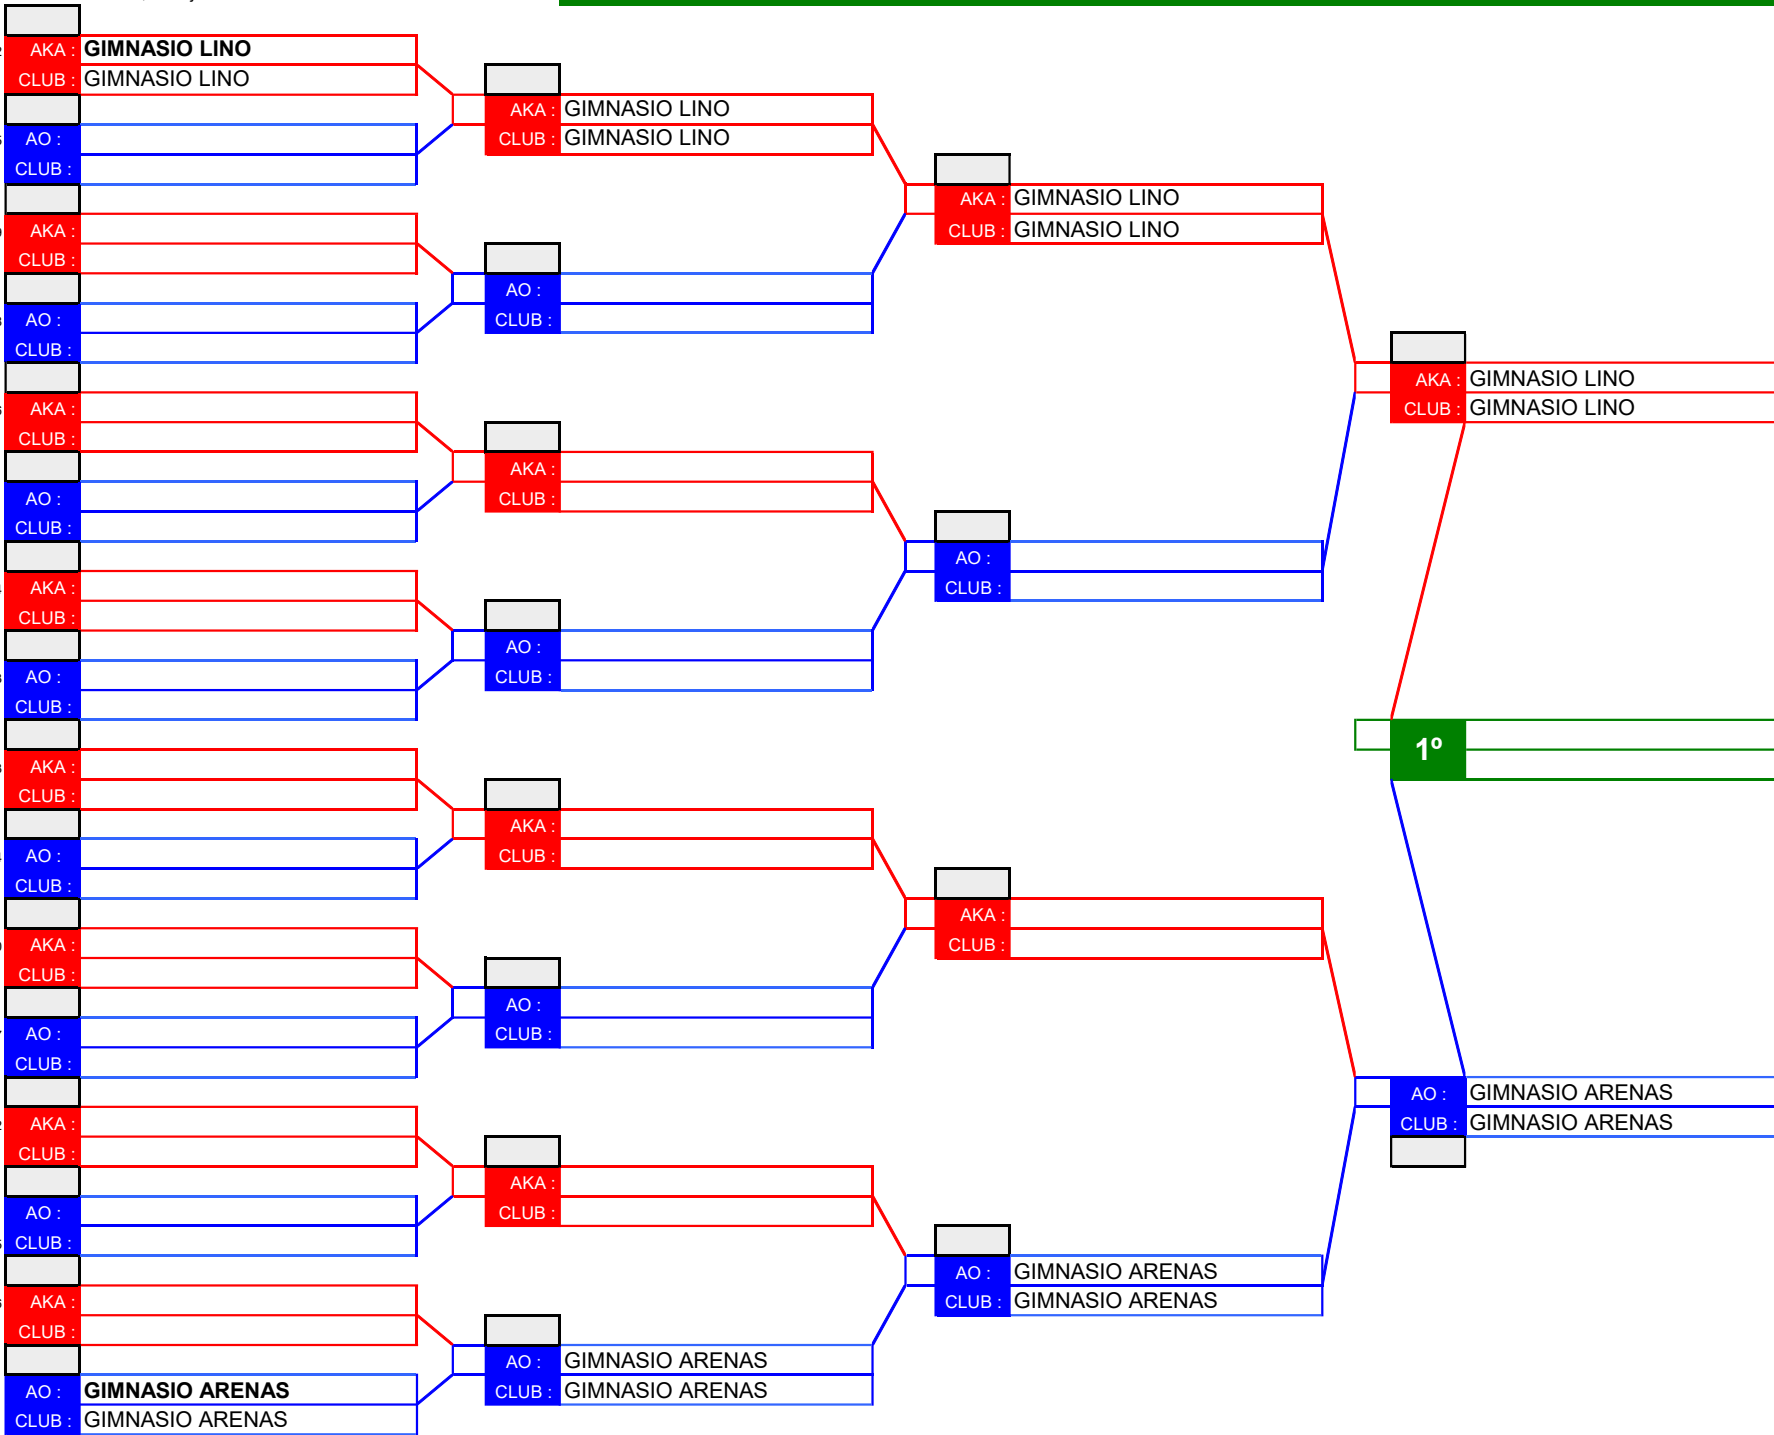 AKA : GIMNASIO LINO
CLUB : GIMNASIO LINO
AO :
CLUB :
AKA :
CLUB :
AO :
CLUB :
AKA :
CLUB :
AO :
CLUB :
AKA :
CLUB :
AO :
CLUB :
AKA :
CLUB :
AO :
CLUB :
AKA :
CLUB :
AO :
CLUB :
AKA :
CLUB :
AO :
CLUB :
AKA :
CLUB :
AO : GIMNASIO ARENAS
CLUB : GIMNASIO ARENAS
AKA : GIMNASIO LINO
CLUB : GIMNASIO LINO
AO :
CLUB :
AKA :
CLUB :
AO :
CLUB :
AKA :
CLUB :
AO :
CLUB :
AKA :
CLUB :
AO : GIMNASIO ARENAS
CLUB : GIMNASIO ARENAS
AKA : GIMNASIO LINO
CLUB : GIMNASIO LINO
AO :
CLUB :
AKA :
CLUB :
AO : GIMNASIO ARENAS
CLUB : GIMNASIO ARENAS
AKA : GIMNASIO LINO
CLUB : GIMNASIO LINO
1º
AO : GIMNASIO ARENAS
CLUB : GIMNASIO ARENAS